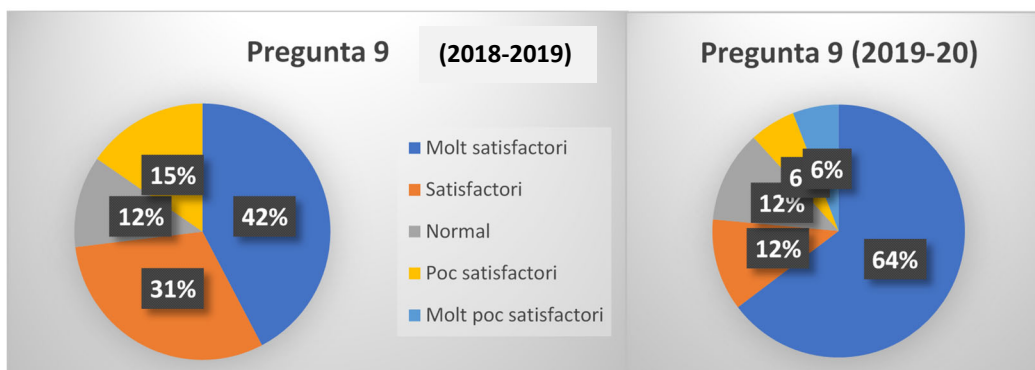 Pregunta 9 (2018-2019)
15%
12%
42%
31%
Molt satisfactori
Satisfactori
Normal
Poc satisfactori
Molt poc satisfactori
Pregunta 9 (2019-20)
6
6%
12%
12%
64%